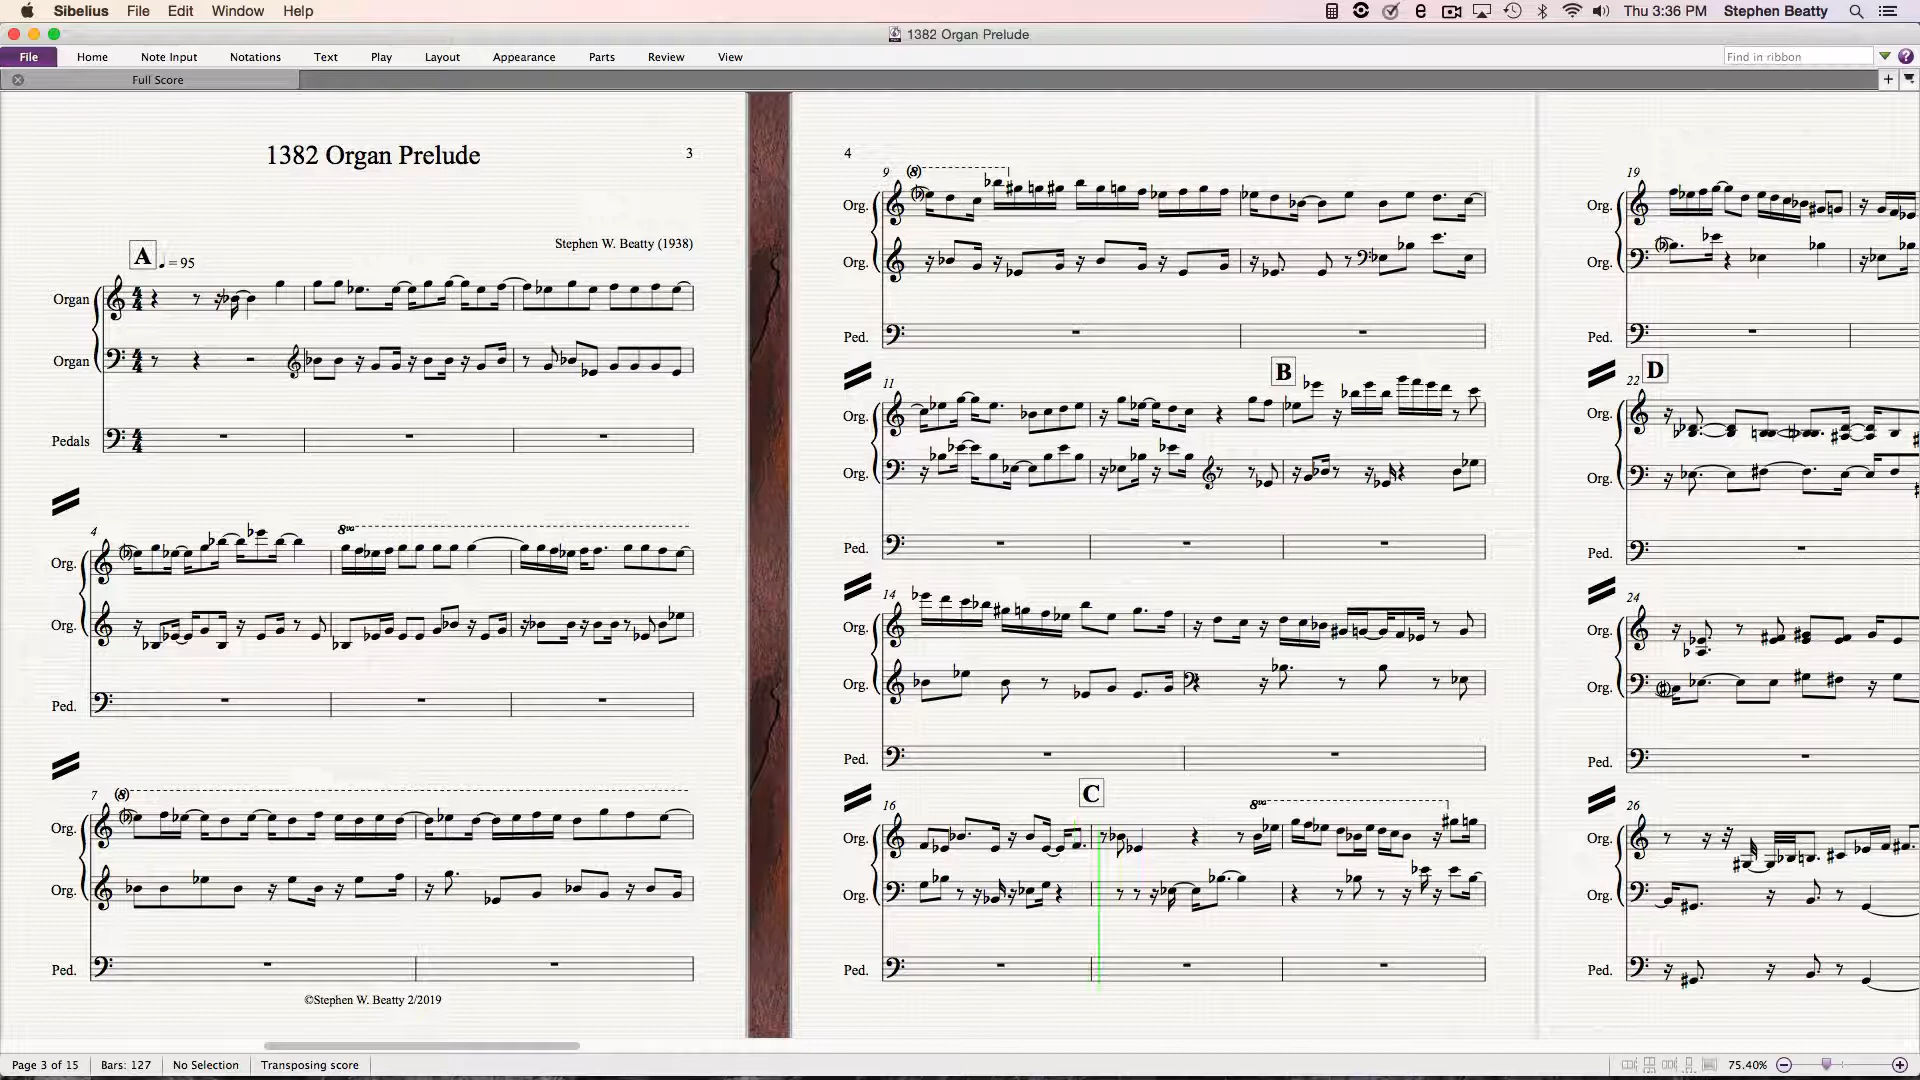 Sibelius File Edit Window Help Thu 3:36 PM Stephen Beatty
1382 Organ Prelude
File Home Note Input Notations Text Play Layout Appearance Parts Review View Find in ribbon
Full Score
1382 Organ Prelude
3
Stephen W. Beatty (1938)
A
= 95
Organ
Organ
Pedals
4
8va
Org.
Org.
Ped.
7
(8)
Org.
Org.
Ped.
©Stephen W. Beatty 2/2019
4
9
(8)
Org.
Org.
Ped.
11
B
Org.
Org.
Ped.
14
Org.
Org.
Ped.
16
C
8va
Org.
Org.
Ped.
19
Org.
Org.
Ped.
22
D
Org.
Org.
Ped.
24
Org.
Org.
Ped.
26
Org.
Org.
Ped.
Page 3 of 15 Bars: 127 No Selection Transposing score 75.40%